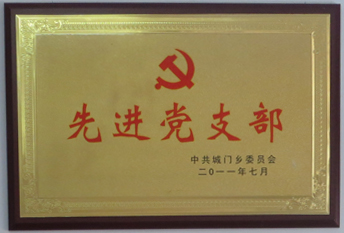 先进党支部
中共城门乡委员会
二〇一一年七月